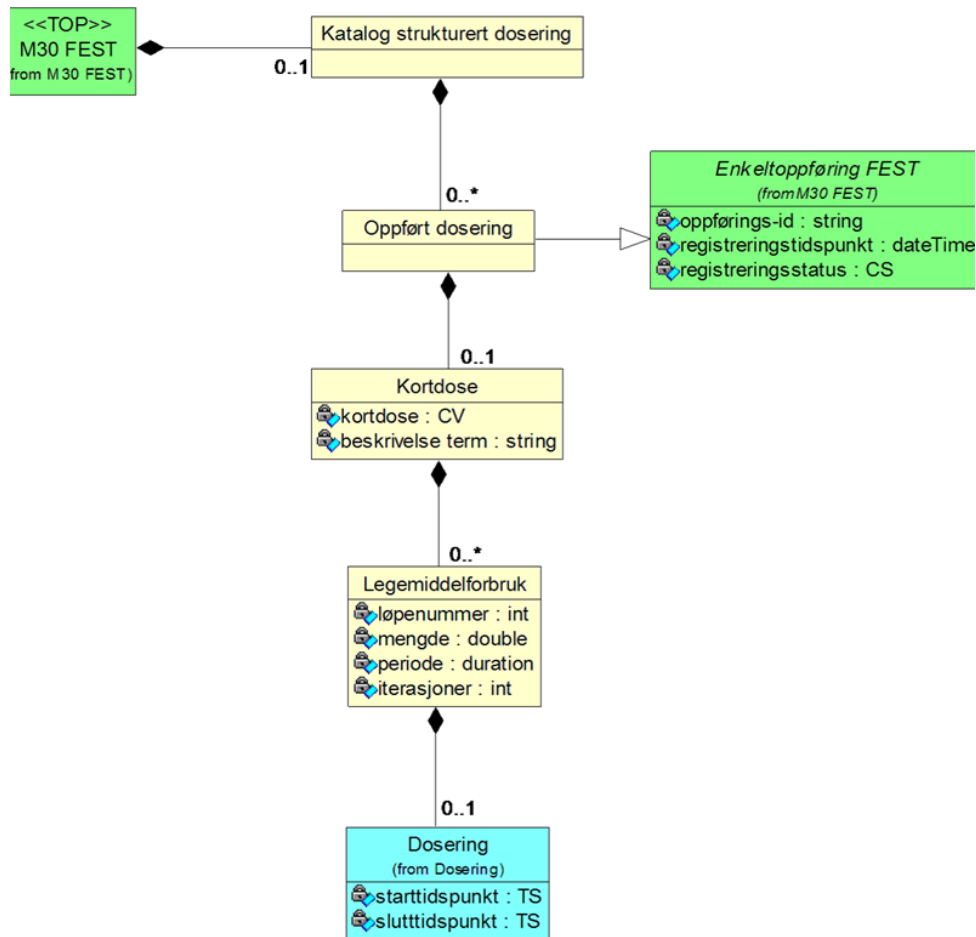 <<TOP>>
M30 FEST
(from M30 FEST)
0..1
Katalog strukturert dosering
0..*
Oppført dosering
Enkeltoppføring FEST
(from M30 FEST)
oppførings-id : string
registreringstidspunkt : dateTime
registreringsstatus : CS
0..1
Kortdose
kortdose : CV
beskrivelse term : string
0..*
Legemiddelforbruk
løpenummer : int
mengde : double
periode : duration
iterasjoner : int
0..1
Dosering
(from Dosering)
starttidspunkt : TS
slutttidspunkt : TS